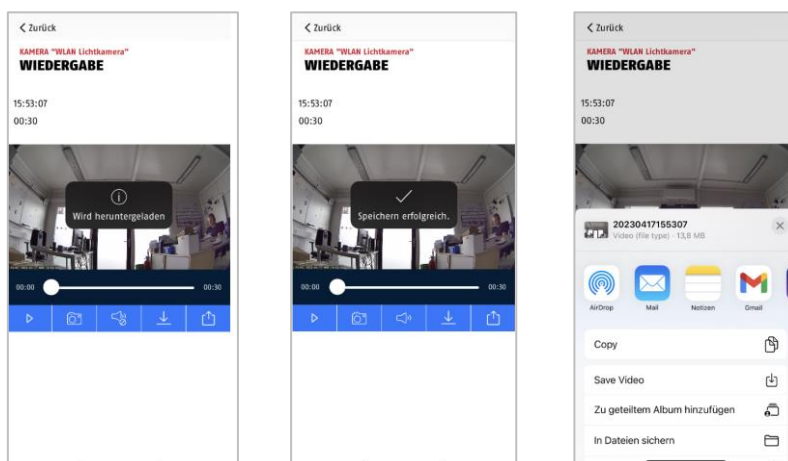 Zurück
KAMERA "WLAN Lichtkamera"
WIEDERGABE
15:53:07
00:30
Wird heruntergeladen
00:00
00:30
Zurück
KAMERA "WLAN Lichtkamera"
WIEDERGABE
15:53:07
00:30
Speichern erfolgreich.
00:00
00:30
Zurück
KAMERA "WLAN Lichtkamera"
WIEDERGABE
15:53:07
00:30
20230417155307
Video (file type) · 13,8 MB
AirDrop
Mail
Notizen
Gmail
Copy
Save Video
Zu geteiltem Album hinzufügen
In Dateien sichern